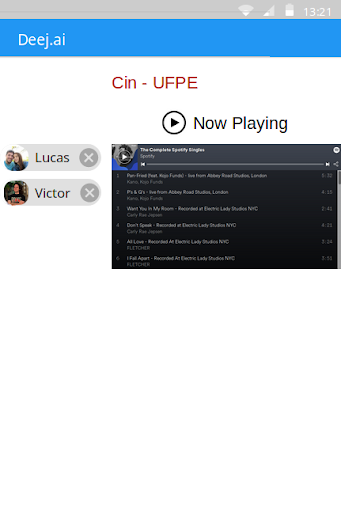 13:21
Deej.ai
Cin - UFPE
Now Playing
Lucas
Victor
The Complete Spotify Singles
Spotify
1 Pan-Fried (feat. Kojo Funds) - live from Abbey Road Studios, London 5:32
Kano, Kojo Funds
2 P's & Q's - live from Abbey Road Studios, London 4:34
Kano, Kojo Funds
3 Want You In My Room - Recorded at Electric Lady Studios NYC 2:41
Carly Rae Jepsen
4 Don't Speak - Recorded at Electric Lady Studios NYC 4:21
Carly Rae Jepsen
5 All Love - Recorded At Electric Lady Studios NYC 3:24
FLETCHER
6 I Fall Apart - Recorded At Electric Lady Studios NYC 3:51
FLETCHER